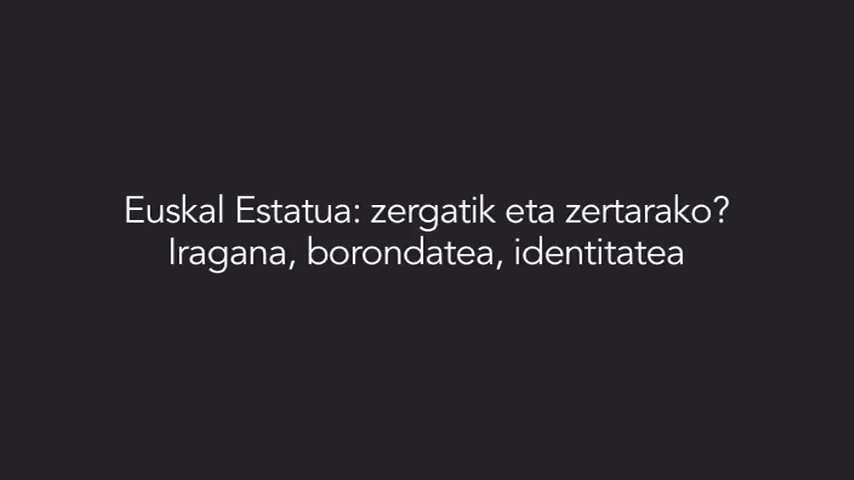 Euskal Estatua: zergatik eta zertarako?
Iragana, borondatea, identitatea